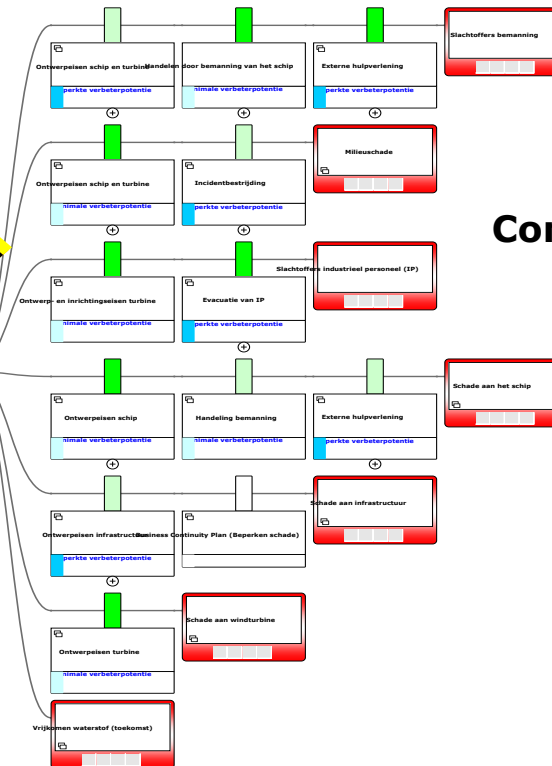 Slachtoffers bemanning
Ontwerpeisen schip en turbine
Handelen door bemanning van het schip
Externe hulpverlening
perkte verbeterpotentie
nimale verbeterpotentie
perkte verbeterpotentie
Milieuschade
Ontwerpeisen schip en turbine
Incidentbestrijding
nimale verbeterpotentie
perkte verbeterpotentie
Con
Slachtoffers industrieel personeel (IP)
Ontwerp- en inrichtingseisen turbine
Evacuatie van IP
nimale verbeterpotentie
perkte verbeterpotentie
Schade aan het schip
Ontwerpeisen schip
Handeling bemanning
Externe hulpverlening
nimale verbeterpotentie
nimale verbeterpotentie
perkte verbeterpotentie
Schade aan infrastructuur
Ontwerpeisen infrastructuur
Business Continuity Plan (Beperken schade)
perkte verbeterpotentie
Schade aan windturbine
Ontwerpeisen turbine
nimale verbeterpotentie
Vrijkomen waterstof (toekomst)